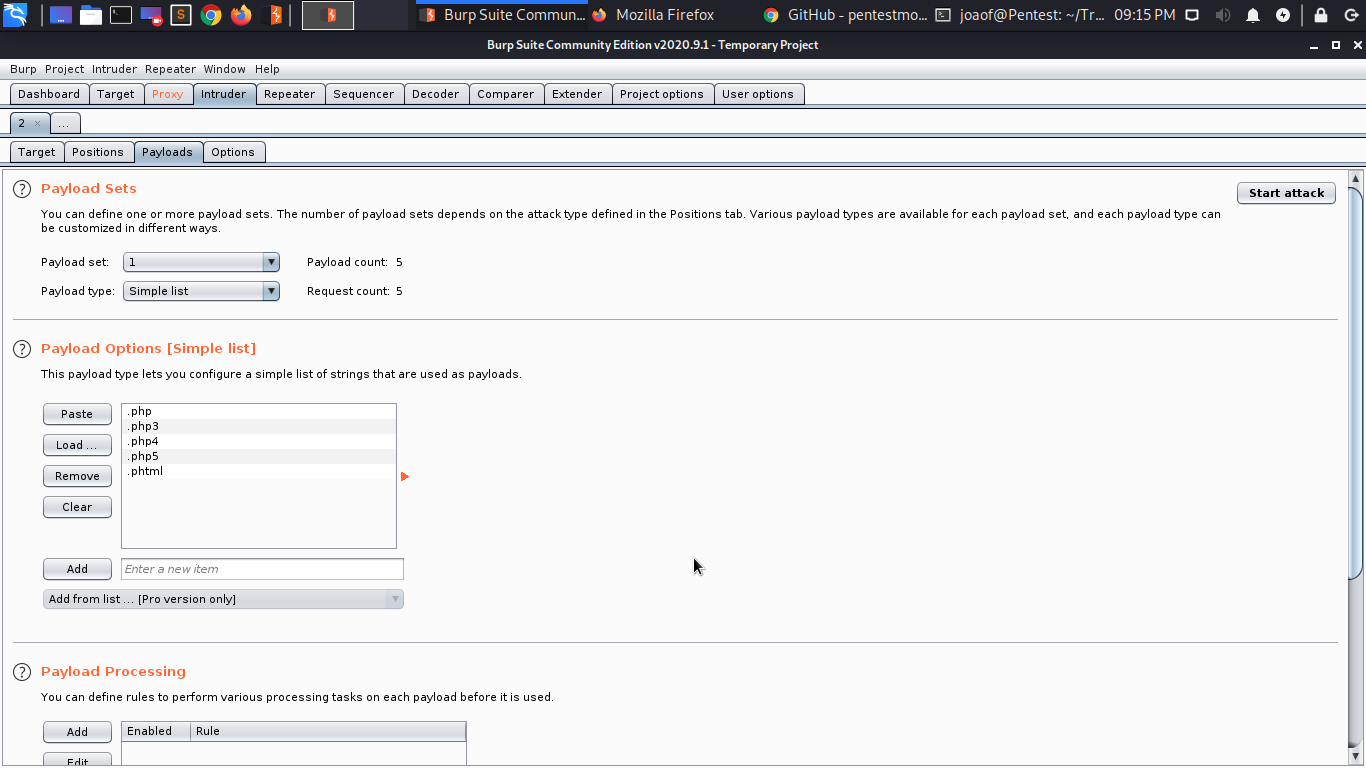 Burp Suite Commun... Mozilla Firefox GitHub - pentestmo... joaof@Pentest: ~/Tr... 09:15 PM
Burp Suite Community Edition v2020.9.1 - Temporary Project
Burp Project Intruder Repeater Window Help
Dashboard Target Proxy Intruder Repeater Sequencer Decoder Comparer Extender Project options User options
2 × ...
Target Positions Payloads Options
? Payload Sets
Start attack
You can define one or more payload sets. The number of payload sets depends on the attack type defined in the Positions tab. Various payload types are available for each payload set, and each payload type can
be customized in different ways.
Payload set: 1 Payload count: 5
Payload type: Simple list Request count: 5
? Payload Options [Simple list]
This payload type lets you configure a simple list of strings that are used as payloads.
Paste
Load ...
Remove
Clear
.php
.php3
.php4
.php5
.phtml
Add Enter a new item
Add from list ... [Pro version only]
? Payload Processing
You can define rules to perform various processing tasks on each payload before it is used.
Add Enabled Rule
Edit